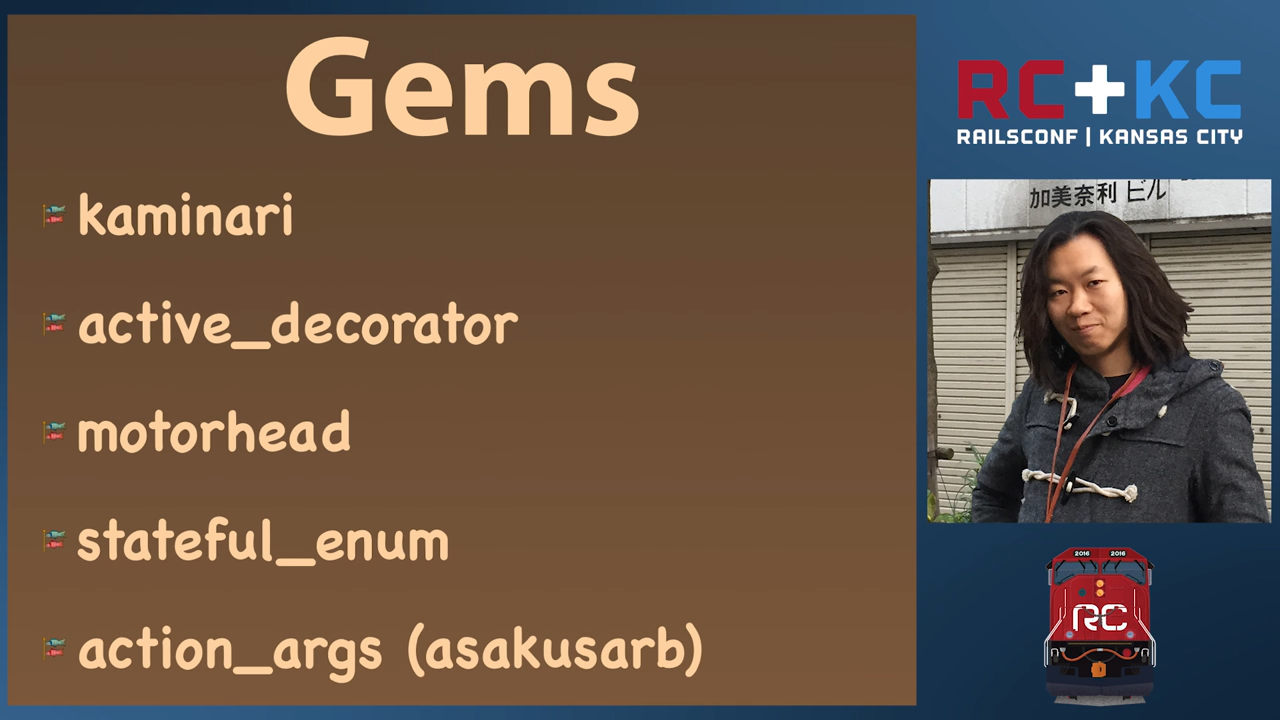 Gems
kaminari
active_decorator
motorhead
stateful_enum
action_args (asakusarb)
RC+KC
RAILSCONF | KANSAS CITY
加美奈利 ビル
2016 2016
RC